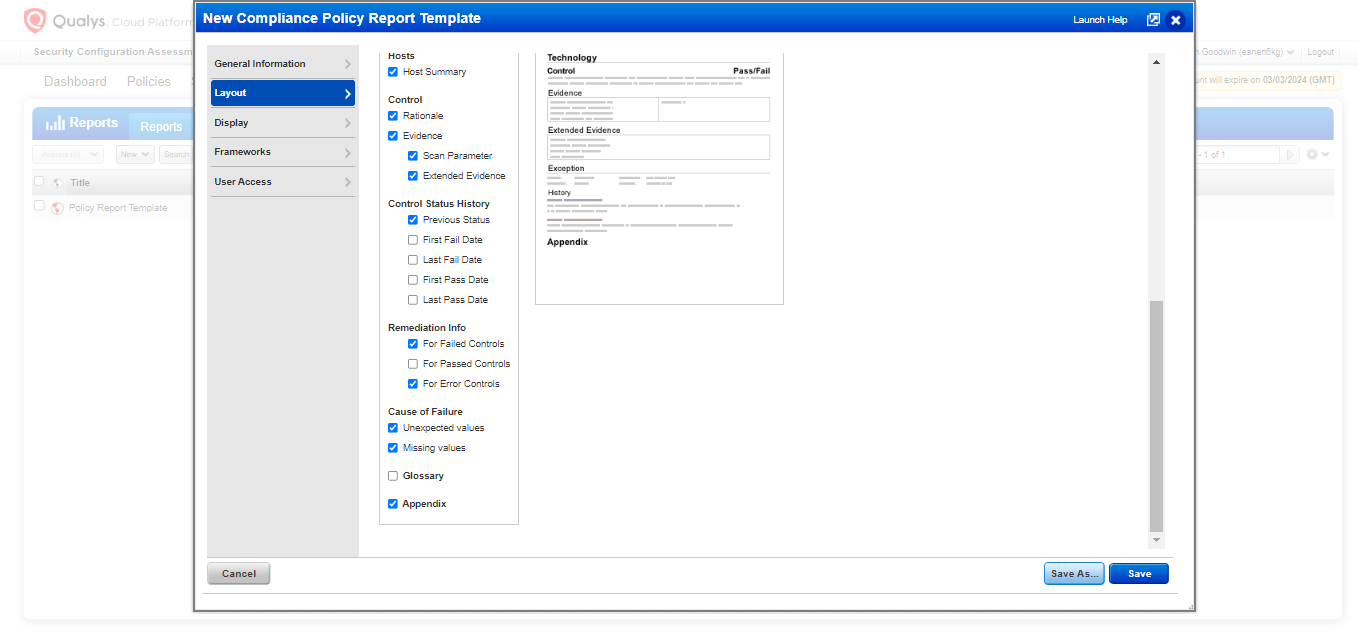 New Compliance Policy Report Template
Launch Help
Qualys. Cloud Platform
Security Configuration Assessm
Goodwin (eanen6kg)
Logout
Dashboard
Policies
unt will expire on 03/03/2024 (GMT)
Reports
Reports
Actions (0)
New
Search
- 1 of 1
Title
Policy Report Template
General Information
Layout
Display
Frameworks
User Access
Hosts
Host Summary
Control
Rationale
Evidence
Scan Parameter
Extended Evidence
Control Status History
Previous Status
First Fail Date
Last Fail Date
First Pass Date
Last Pass Date
Remediation Info
For Failed Controls
For Passed Controls
For Error Controls
Cause of Failure
Unexpected values
Missing values
Glossary
Appendix
Technology
Control Pass/Fail
Evidence
Extended Evidence
Exception
History
Appendix
Cancel
Save As...
Save